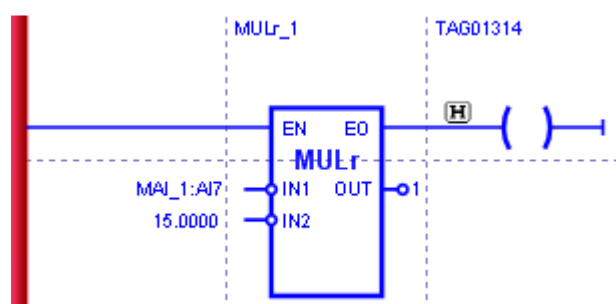 MULr_1 TAG01314
H
EN EO
MULr
MAI_1:AI7 IN1 OUT 1
15.0000 IN2